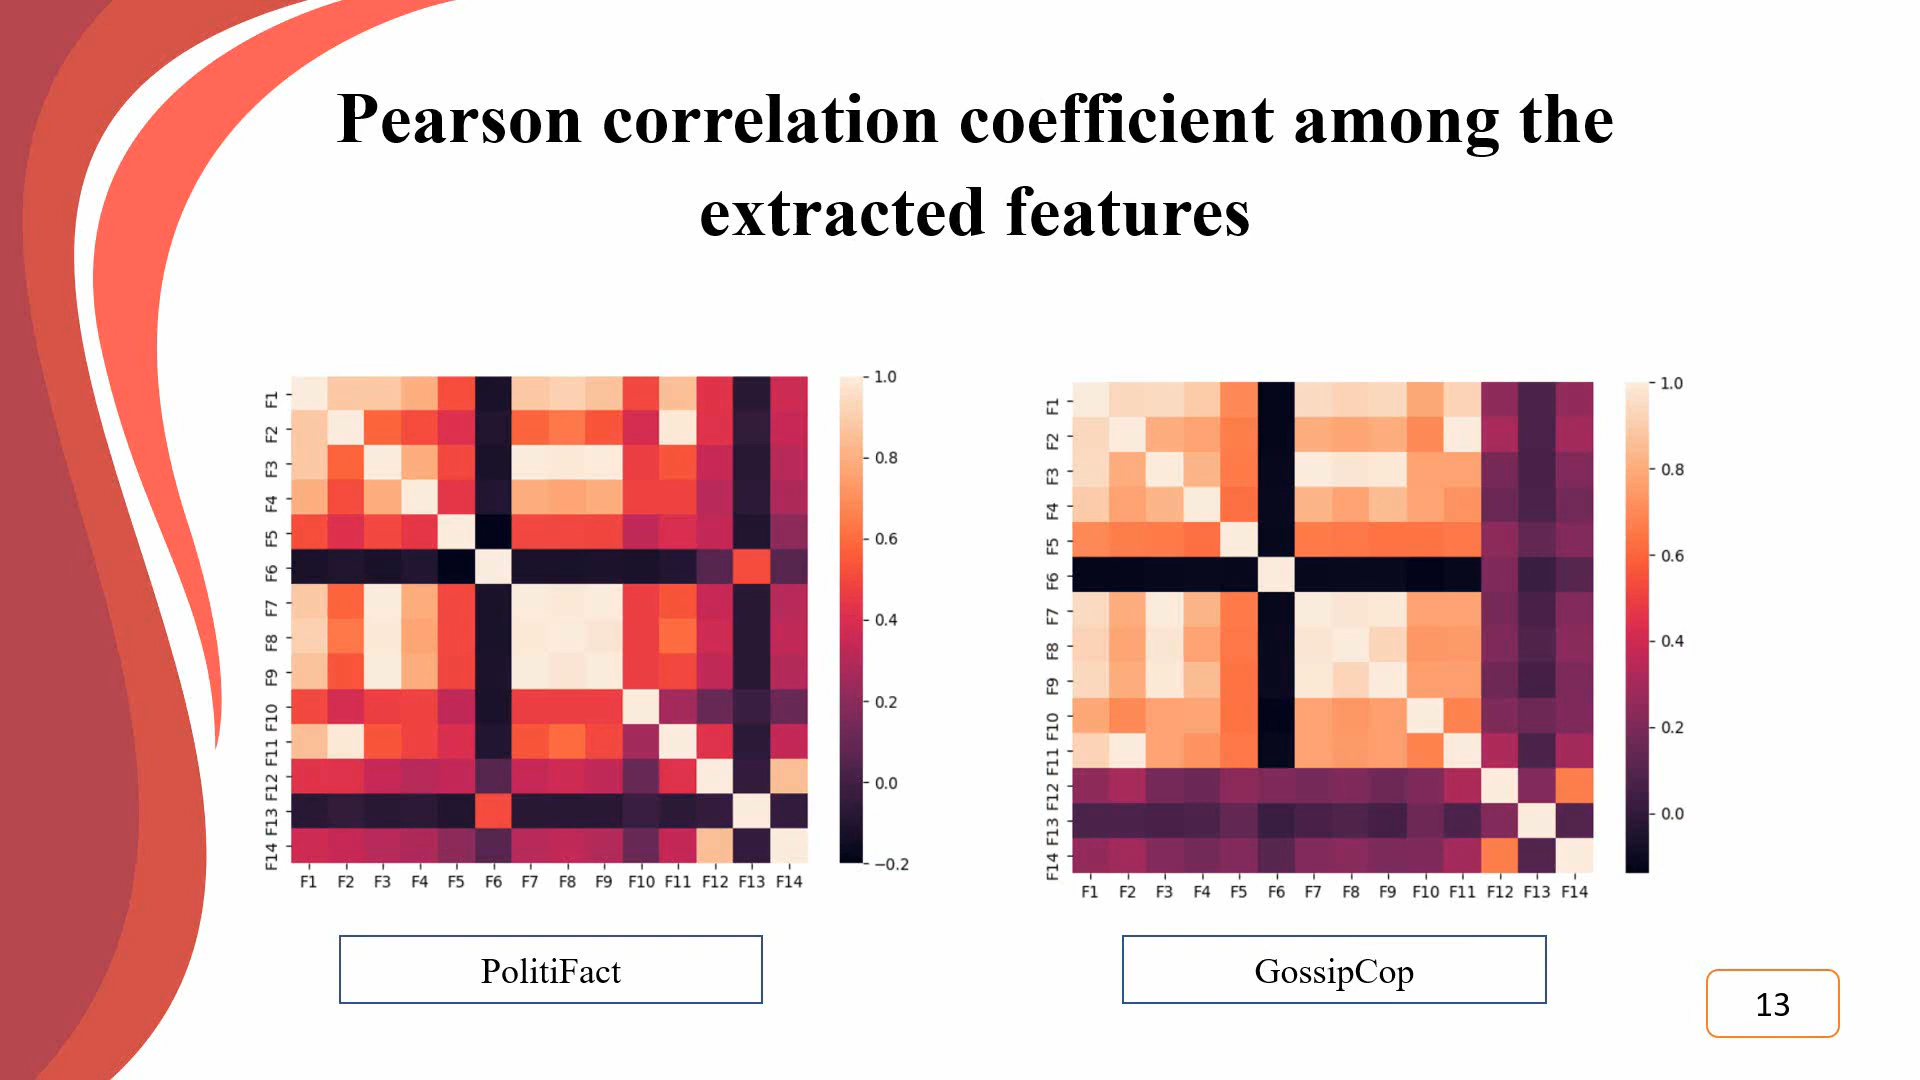 Pearson correlation coefficient among the
extracted features
F1
F2
F3
F4
F5
F6
F7
F8
F9
F10
F11
F12
F13
F14
F1 F2 F3 F4 F5 F6 F7 F8 F9 F10 F11 F12 F13 F14
1.0
0.8
0.6
0.4
0.2
0.0
−0.2
PolitiFact
F1
F2
F3
F4
F5
F6
F7
F8
F9
F10
F11
F12
F13
F14
F1 F2 F3 F4 F5 F6 F7 F8 F9 F10 F11 F12 F13 F14
1.0
0.8
0.6
0.4
0.2
0.0
GossipCop
13